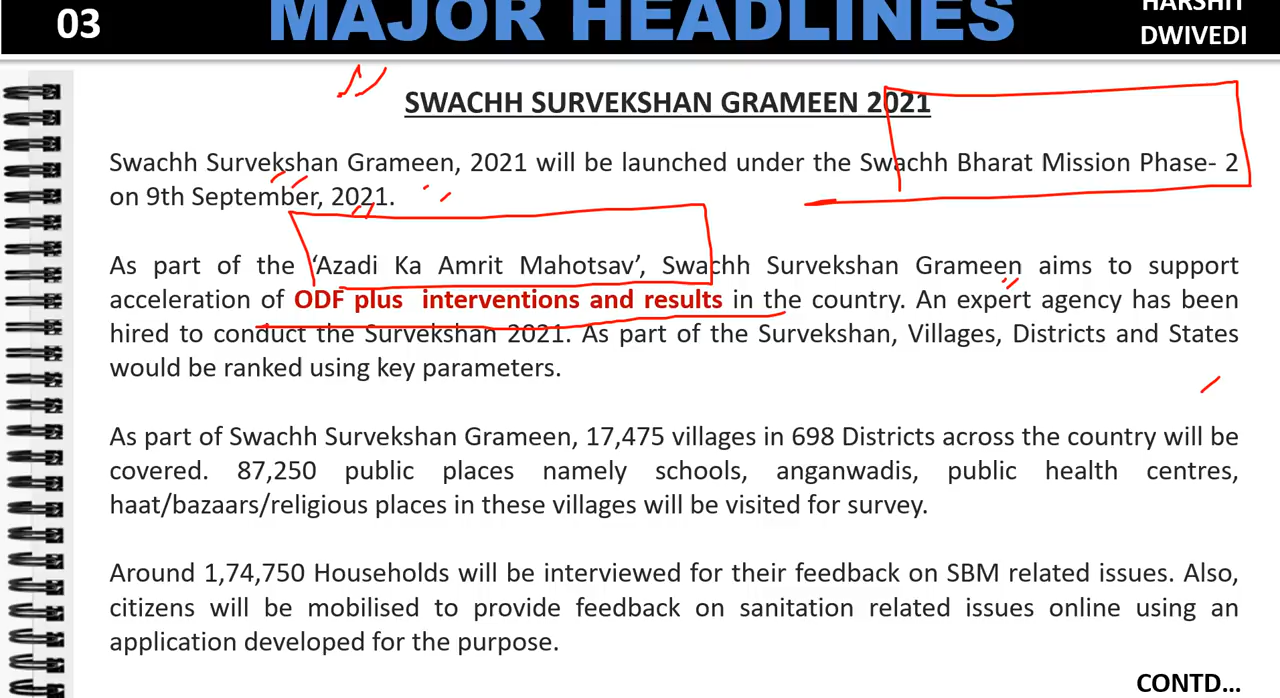 03
MAJOR HEADLINES
HARSHIT
DWIVEDI
SWACHH SURVEKSHAN GRAMEEN 2021
Swachh Survekshan Grameen, 2021 will be launched under the Swachh Bharat Mission Phase- 2
on 9th September, 2021.
As part of the ‘Azadi Ka Amrit Mahotsav’, Swachh Survekshan Grameen aims to support
acceleration of ODF plus interventions and results in the country. An expert agency has been
hired to conduct the Survekshan 2021. As part of the Survekshan, Villages, Districts and States
would be ranked using key parameters.
As part of Swachh Survekshan Grameen, 17,475 villages in 698 Districts across the country will be
covered. 87,250 public places namely schools, anganwadis, public health centres,
haat/bazaars/religious places in these villages will be visited for survey.
Around 1,74,750 Households will be interviewed for their feedback on SBM related issues. Also,
citizens will be mobilised to provide feedback on sanitation related issues online using an
application developed for the purpose.
CONTD...